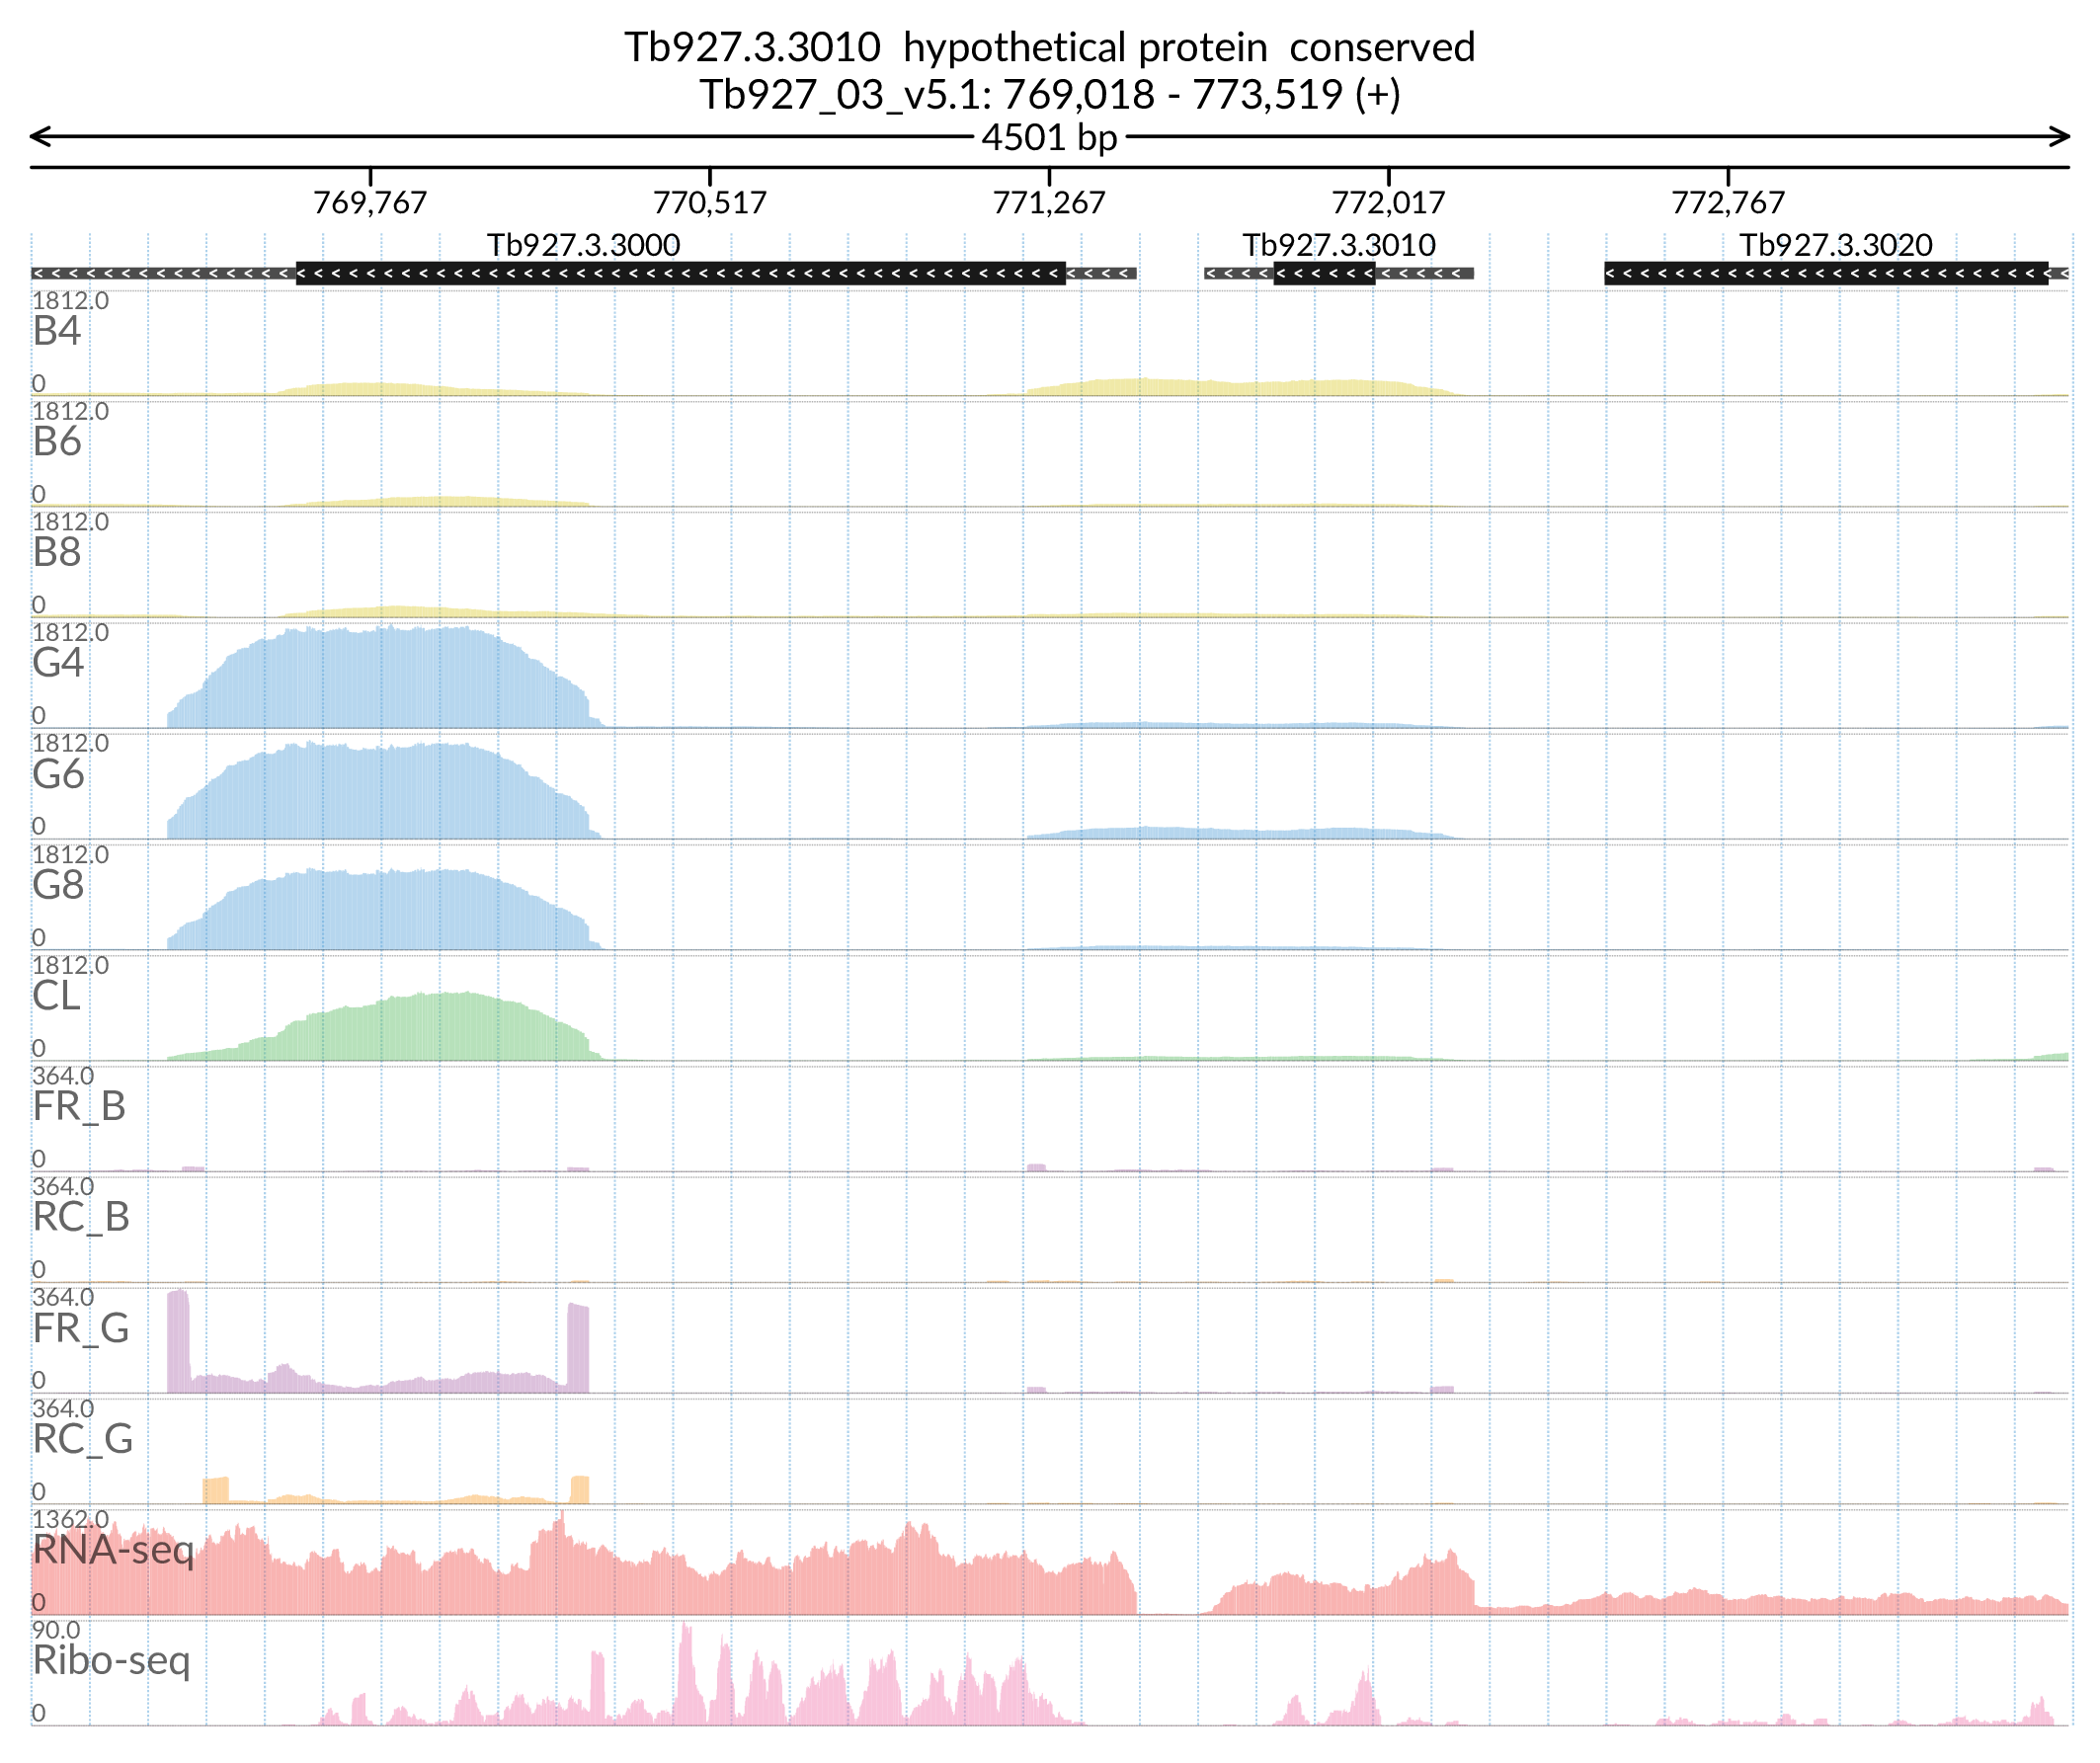 Tb927.3.3010  hypothetical protein  conserved
Tb927_03_v5.1: 769,018 - 773,519 (+)
4501 bp
769,767 770,517 771,267 772,017 772,767
Tb927.3.3000 Tb927.3.3010 Tb927.3.3020
1812.0
B4
0
1812.0
B6
0
1812.0
B8
0
1812.0
G4
0
1812.0
G6
0
1812.0
G8
0
1812.0
CL
0
364.0
FR_B
0
364.0
RC_B
0
364.0
FR_G
0
364.0
RC_G
0
1362.0
RNA-seq
0
90.0
Ribo-seq
0